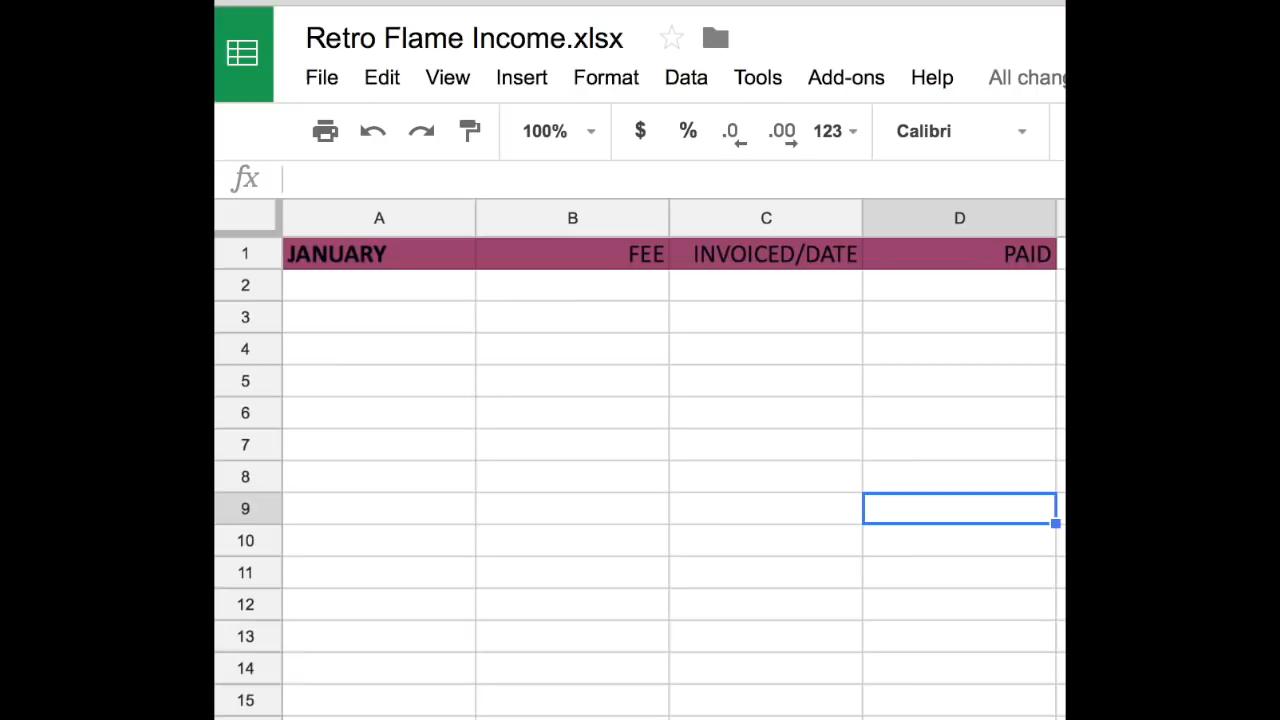 Retro Flame Income.xlsx
File Edit View Insert Format Data Tools Add-ons Help All chang
100% $ % .0 .00 123 Calibri
fx
A B C D
1 JANUARY FEE INVOICED/DATE PAID
2
3
4
5
6
7
8
9
10
11
12
13
14
15